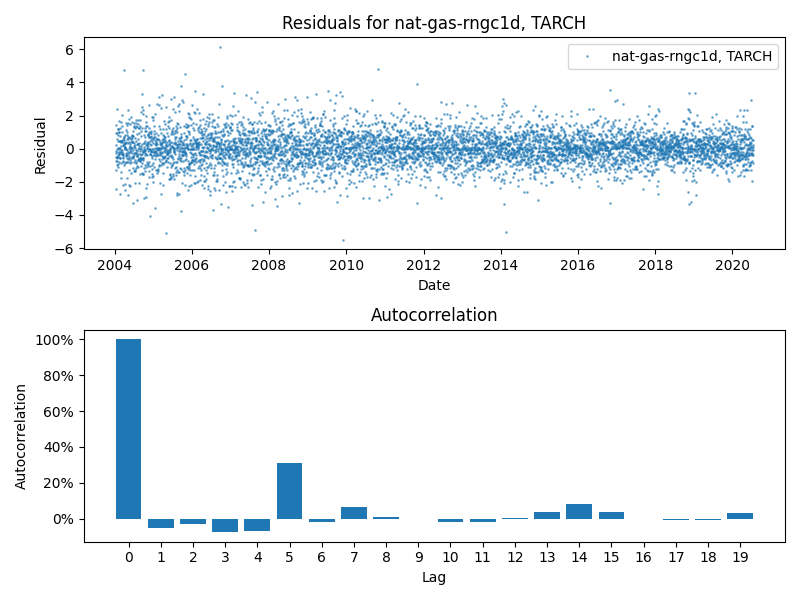 Residuals for nat-gas-rngc1d, TARCH
nat-gas-rngc1d, TARCH
Residual
6
4
2
0
−2
−4
−6
2004 2006 2008 2010 2012 2014 2016 2018 2020
Date
Autocorrelation
Autocorrelation
100%
80%
60%
40%
20%
0%
0 1 2 3 4 5 6 7 8 9 10 11 12 13 14 15 16 17 18 19
Lag